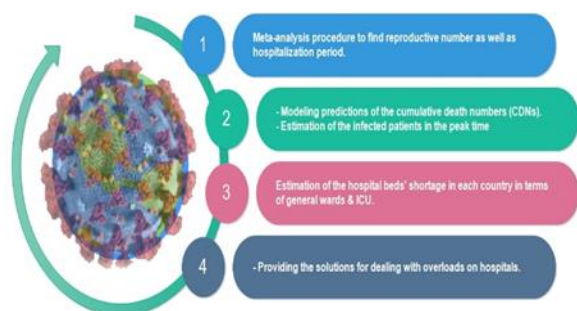 1
Meta-analysis procedure to find reproductive number as well as
hospitalization period.
2
- Modeling predictions of the cumulative death numbers (CDNs).
- Estimation of the infected patients in the peak time
3
Estimation of the hospital beds' shortage in each country in terms
of general wards & ICU.
4
- Providing the solutions for dealing with overloads on hospitals.